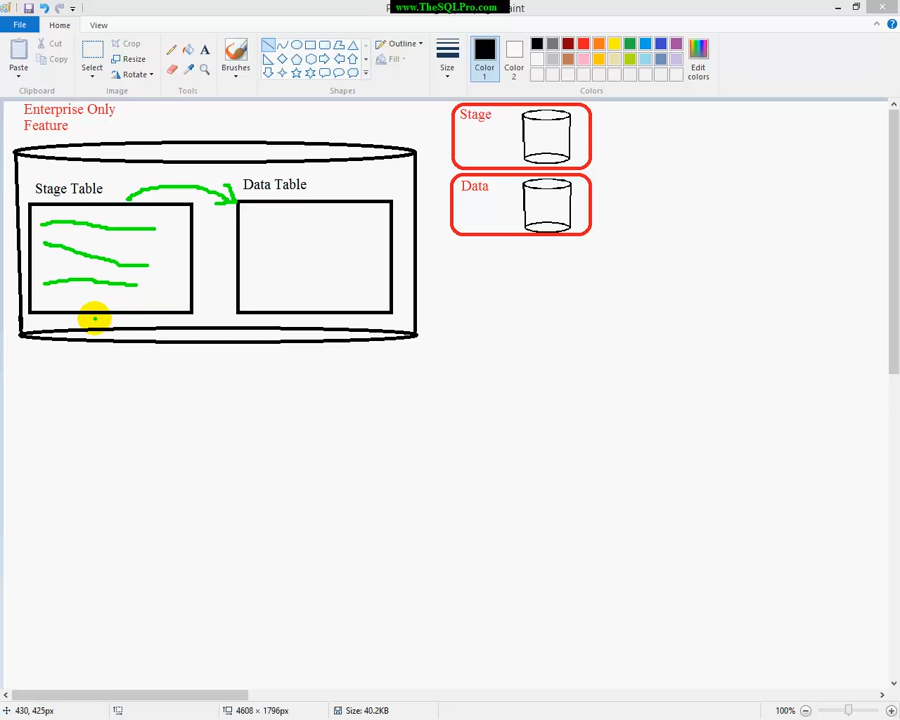 www.TheSQLPro.com
File
Home
View
Paste
Cut
Copy
Clipboard
Select
Crop
Resize
Rotate
Image
Tools
Brushes
Shapes
Outline
Fill
Size
Color
1
Color
2
Edit
colors
Colors
Enterprise Only
Feature
Stage Table
Data Table
Stage
Data
430, 425px
4608 × 1796px
Size: 40.2KB
100%